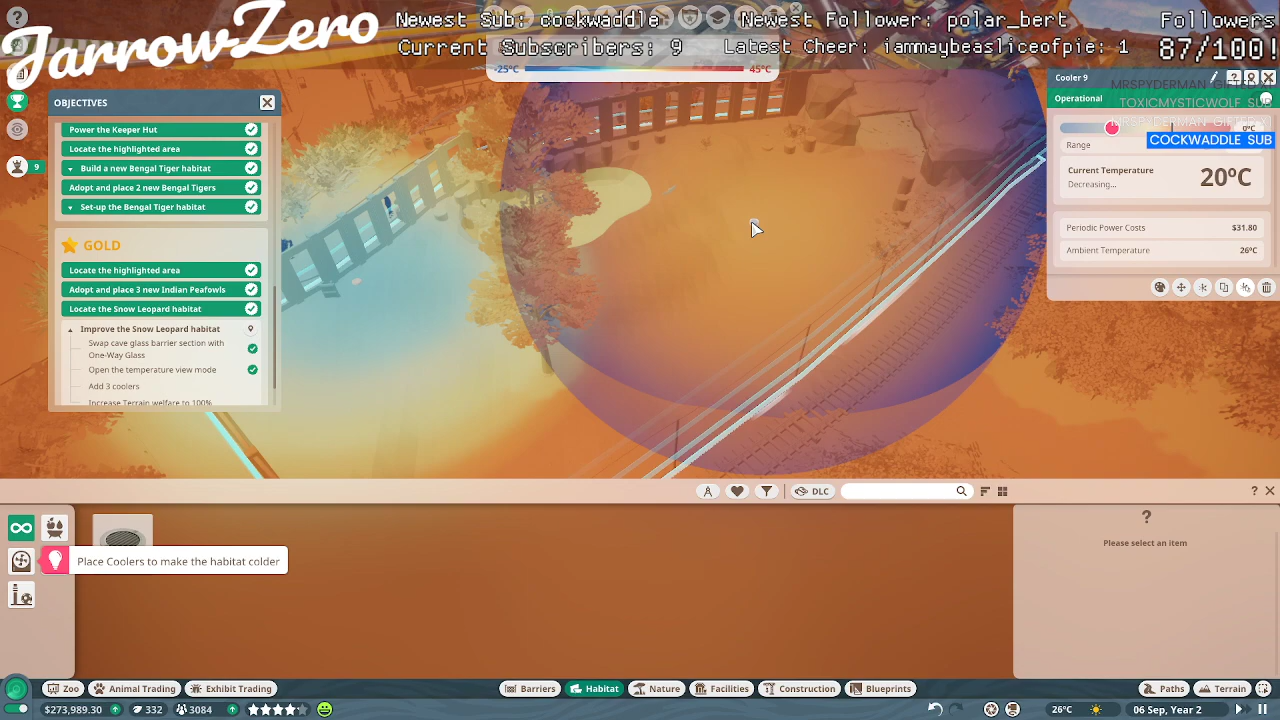 JarrowZero
Newest Sub: cockwaddle
Newest Follower: polar_bert
Followers
Current Subscribers: 9
Latest Cheer: iammaybeasliceofpie: 1
87/100!
-25°C
45°C
OBJECTIVES
Power the Keeper Hut
Locate the highlighted area
Build a new Bengal Tiger habitat
Adopt and place 2 new Bengal Tigers
Set-up the Bengal Tiger habitat
GOLD
Locate the highlighted area
Adopt and place 3 new Indian Peafowls
Locate the Snow Leopard habitat
Improve the Snow Leopard habitat
Swap cave glass barrier section with
One-Way Glass
Open the temperature view mode
Add 3 coolers
Increase Terrain welfare to 100%
9
Cooler 9
Operational
TOXICMYSTICWOLF SUB
COCKWADDLE SUB
0°C
Range
Current Temperature
Decreasing...
20°C
Periodic Power Costs
$31.80
Ambient Temperature
26°C
DLC
Place Coolers to make the habitat colder
?
Please select an item
Zoo
Animal Trading
Exhibit Trading
Barriers
Habitat
Nature
Facilities
Construction
Blueprints
Paths
Terrain
$273,989.30
332
3084
26°C
06 Sep, Year 2